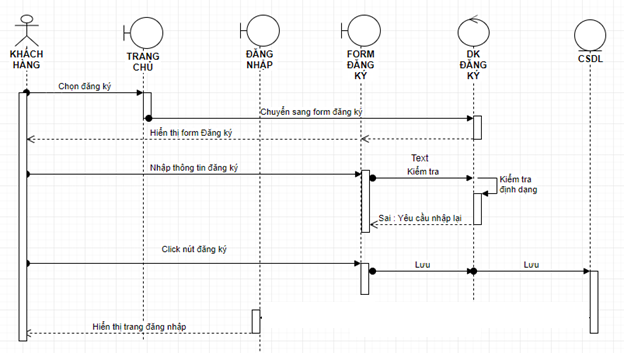 KHÁCH
HÀNG
TRANG
CHỦ
ĐĂNG
NHẬP
FORM
ĐĂNG
KÝ
DK
ĐĂNG
KÝ
CSDL
Chọn đăng ký
Chuyển sang form đăng ký
Hiển thị form Đăng ký
Text
Nhập thông tin đăng ký
Kiểm tra
Kiểm tra
định dạng
Sai : Yêu cầu nhập lại
Click nút đăng ký
Lưu
Lưu
Hiển thị trang đăng nhập